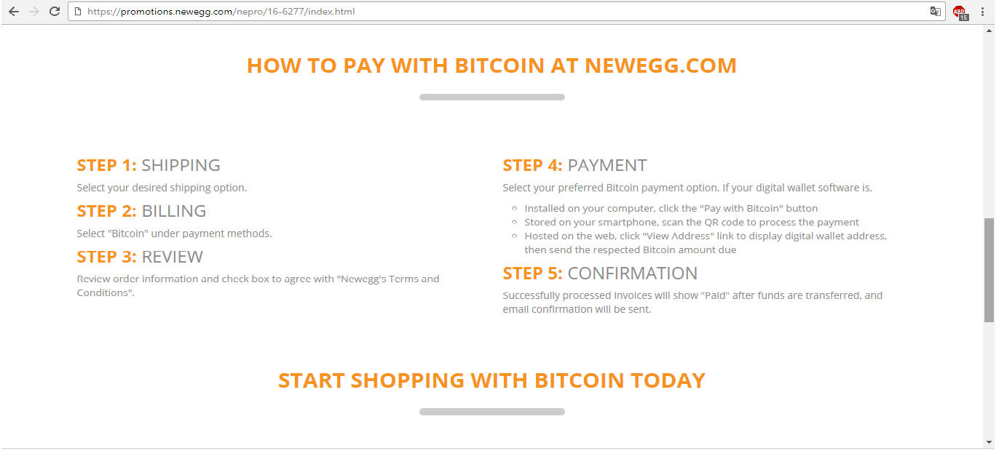 https://promotions.newegg.com/nepro/16-6277/index.html
ABP
15
HOW TO PAY WITH BITCOIN AT NEWEGG.COM
STEP 1: SHIPPING
Select your desired shipping option.
STEP 2: BILLING
Select "Bitcoin" under payment methods.
STEP 3: REVIEW
Review order information and check box to agree with "Newegg's Terms and
Conditions".
STEP 4: PAYMENT
Select your preferred Bitcoin payment option. If your digital wallet software is.
Installed on your computer, click the "Pay with Bitcoin" button
Stored on your smartphone, scan the QR code to process the payment
Hosted on the web, click "View Address" link to display digital wallet address,
then send the respected Bitcoin amount due
STEP 5: CONFIRMATION
Successfully processed invoices will show "Paid" after funds are transferred, and
email confirmation will be sent.
START SHOPPING WITH BITCOIN TODAY